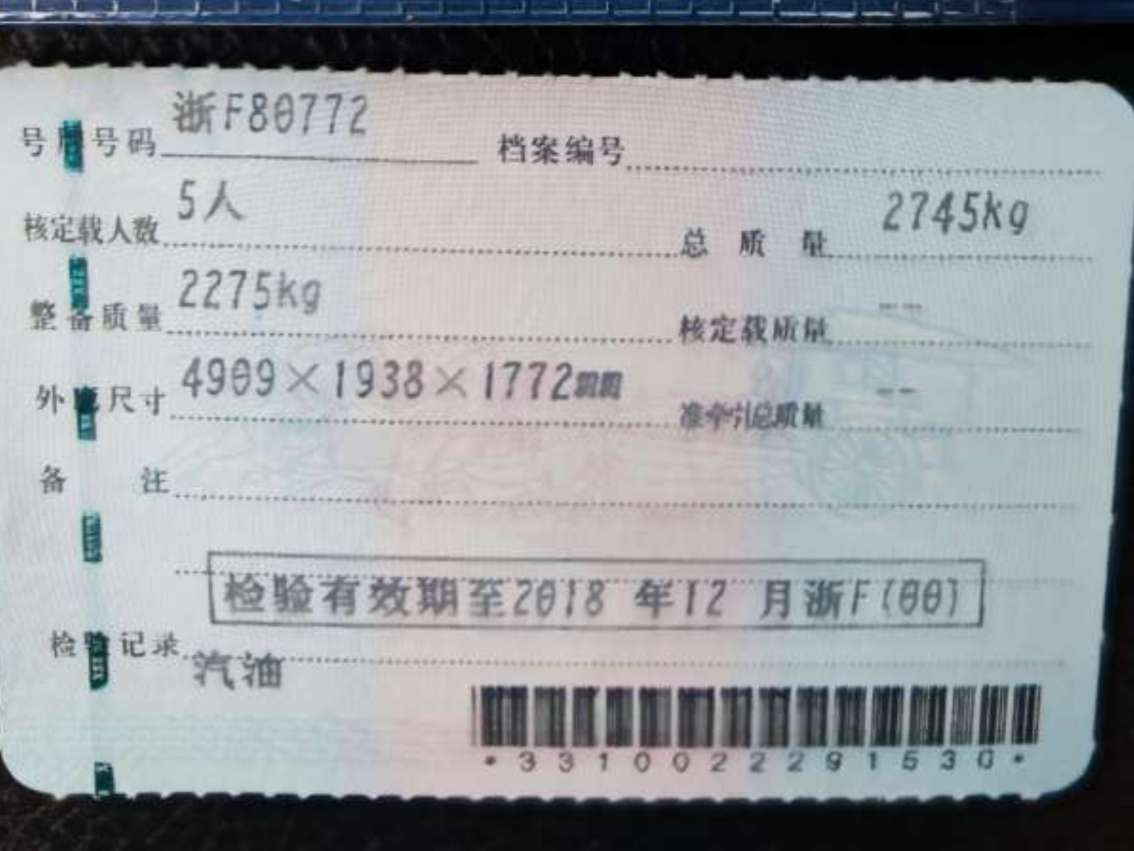 号牌号码 浙F80772 档案编号
核定载人数 5人 总质量 2745kg
整备质量 2275kg 核定载质量 --
外廓尺寸 4909×1938×1772mm 准牵引总质量 --
备注
检验有效期至2018年12月浙F(00)
检验记录
汽油
*3310022291530*